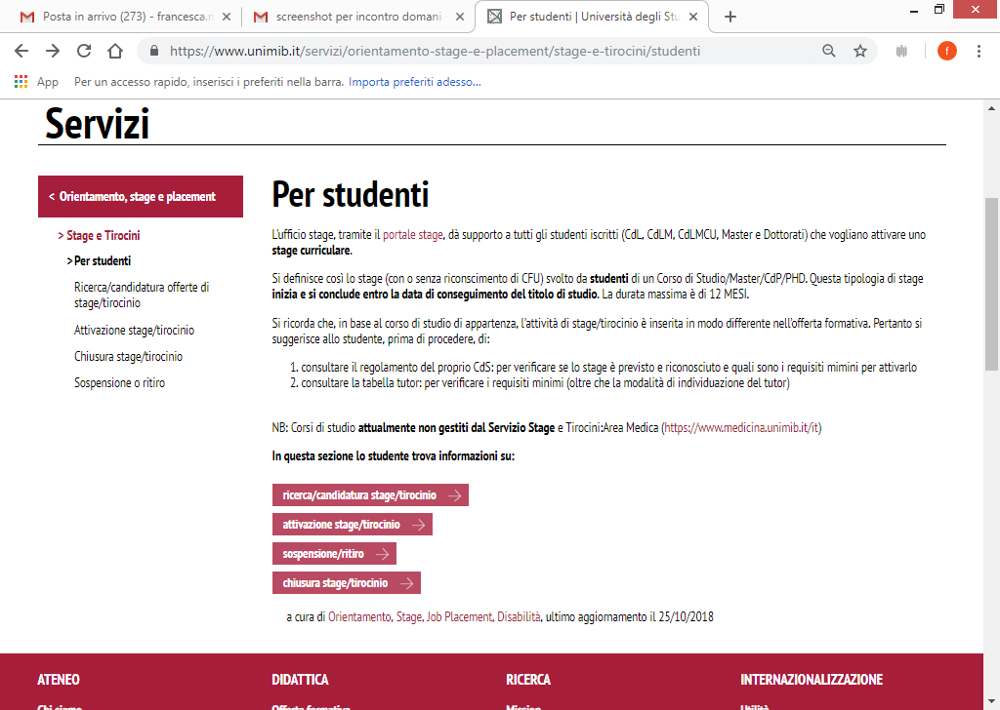 Posta in arrivo (273) - francesca.n
screenshot per incontro domani
Per studenti | Università degli Stu
https://www.unimib.it/servizi/orientamento-stage-e-placement/stage-e-tirocini/studenti
f
App Per un accesso rapido, inserisci i preferiti nella barra. Importa preferiti adesso...
Servizi
< Orientamento, stage e placement
> Stage e Tirocini
> Per studenti
Ricerca/candidatura offerte di
stage/tirocinio
Attivazione stage/tirocinio
Chiusura stage/tirocinio
Sospensione o ritiro
Per studenti
L'ufficio stage, tramite il portale stage, dà supporto a tutti gli studenti iscritti (CdL, CdLM, CdLMCU, Master e Dottorati) che vogliano attivare uno
stage curriculare.
Si definisce così lo stage (con o senza riconscimento di CFU) svolto da studenti di un Corso di Studio/Master/CdP/PHD. Questa tipologia di stage
inizia e si conclude entro la data di conseguimento del titolo di studio. La durata massima è di 12 MESI.
Si ricorda che, in base al corso di studio di appartenza, l'attività di stage/tirocinio è inserita in modo differente nell'offerta formativa. Pertanto si
suggerisce allo studente, prima di procedere, di:
1. consultare il regolamento del proprio CdS: per verificare se lo stage è previsto e riconosciuto e quali sono i requisiti mimini per attivarlo
2. consultare la tabella tutor: per verificare i requisiti minimi (oltre che la modalità di individuazione del tutor)
NB: Corsi di studio attualmente non gestiti dal Servizio Stage e Tirocini:Area Medica (https://www.medicina.unimib.it/it)
In questa sezione lo studente trova informazioni su:
ricerca/candidatura stage/tirocinio
attivazione stage/tirocinio
sospensione/ritiro
chiusura stage/tirocinio
a cura di Orientamento, Stage, Job Placement, Disabilità, ultimo aggiornamento il 25/10/2018
ATENEO DIDATTICA RICERCA INTERNAZIONALIZZAZIONE
Chi siamo Offerta formativa Mission Utilità